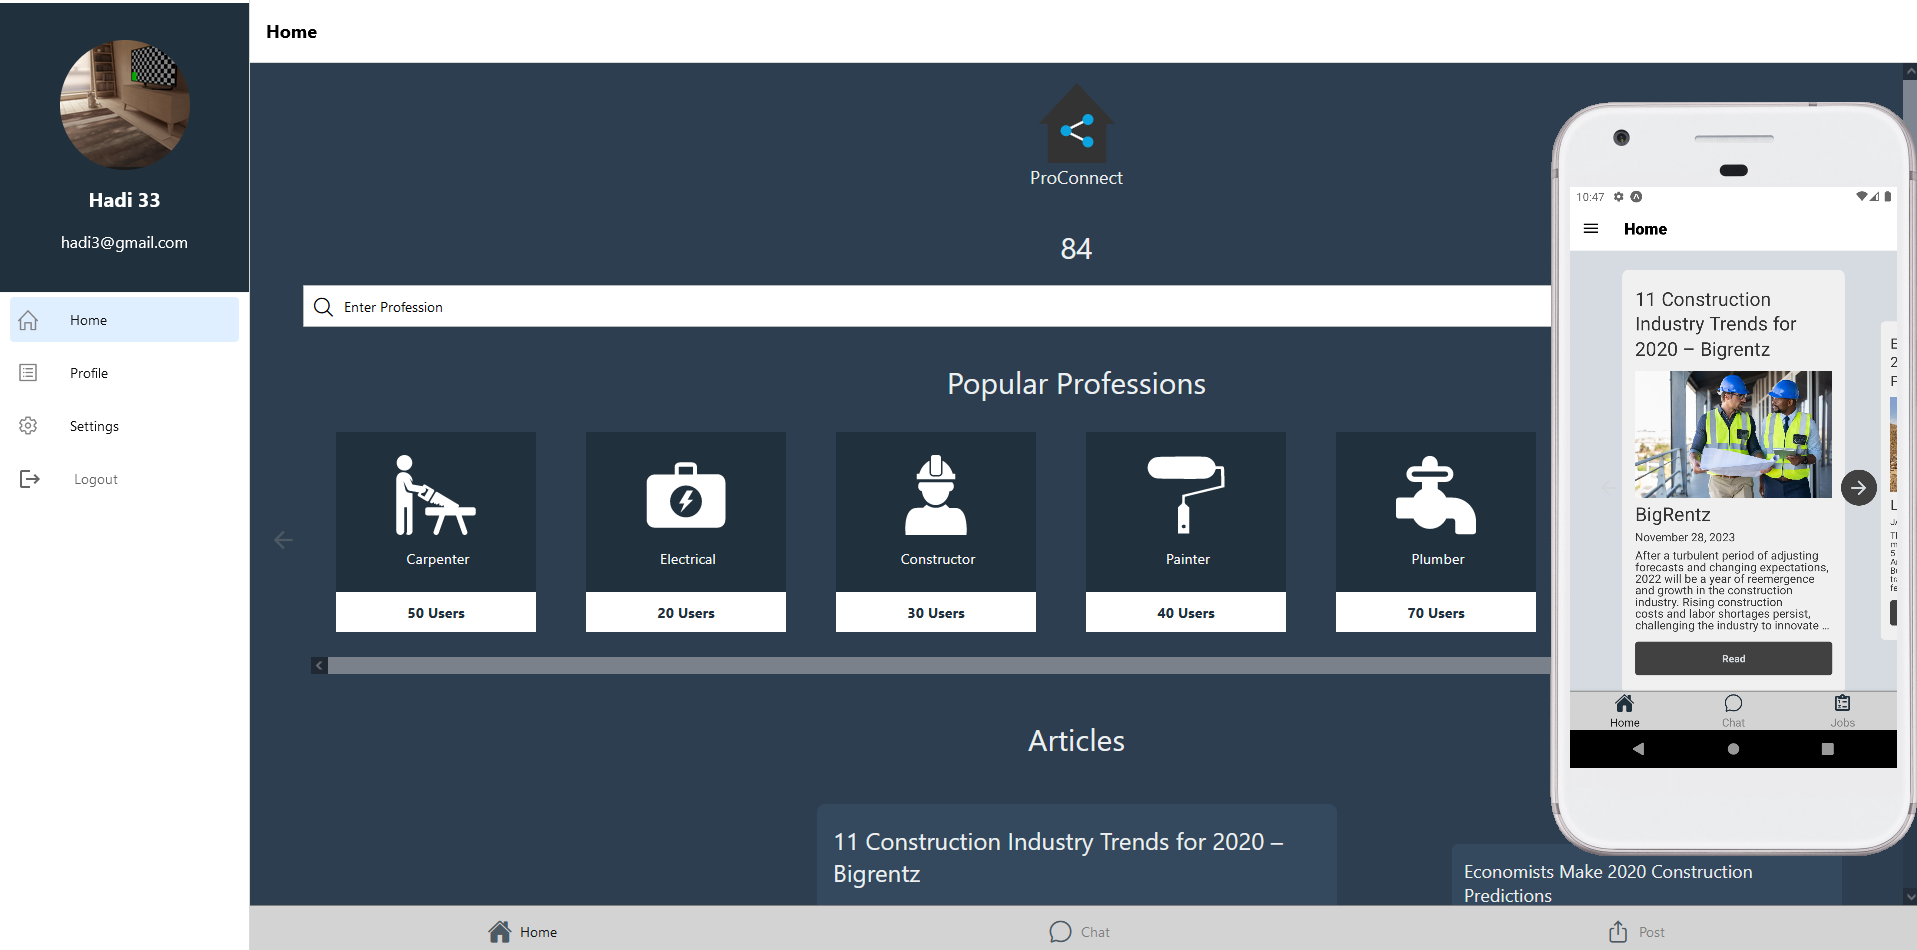 Hadi 33
hadi3@gmail.com
Home
Profile
Settings
Logout
Home
ProConnect
84
Enter Profession
Popular Professions
Carpenter
50 Users
Electrical
20 Users
Constructor
30 Users
Painter
40 Users
Plumber
70 Users
Articles
11 Construction Industry Trends for 2020 –
Bigrentz
Economists Make 2020 Construction
Predictions
Home
Chat
Post
10:47
Home
11 Construction
Industry Trends for
2020 – Bigrentz
BigRentz
November 28, 2023
After a turbulent period of adjusting
forecasts and changing expectations,
2022 will be a year of reemergence
and growth in the construction
industry. Rising construction
costs and labor shortages persist,
challenging the industry to innovate ...
Read
Home
Chat
Jobs